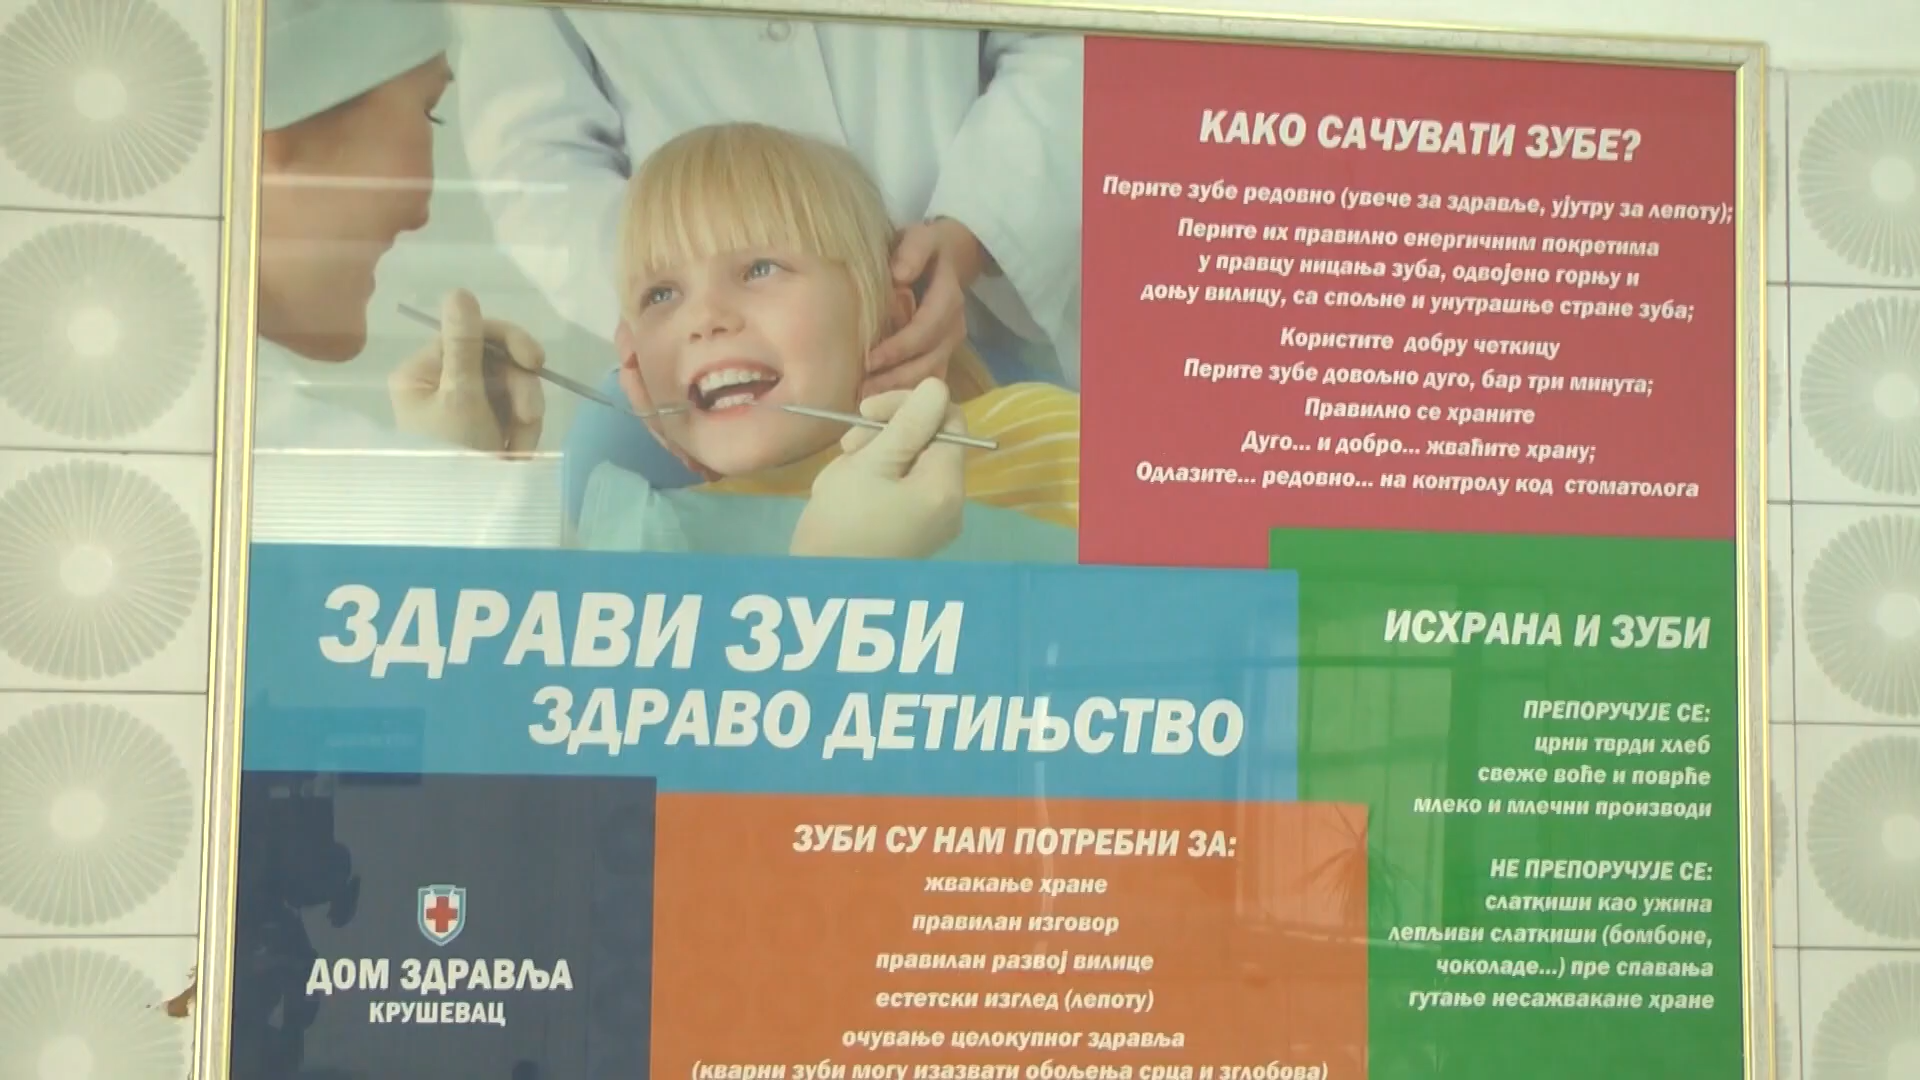 КАКО САЧУВАТИ ЗУБЕ?
Перите зубе редовно (увече за здравље, ујутру за лепоту);
Перите их правилно енергичним покретима
у правцу ницања зуба, одвојено горњу и
доњу вилицу, са спољне и унутрашње стране зуба;
Користите добру четкицу
Перите зубе довољно дуго, бар три минута;
Правилно се храните
Дуго... и добро... жваћите храну;
Одлазите... редовно... на контролу код стоматолога
ЗДРАВИ ЗУБИ
ЗДРАВО ДЕТИЊСТВО
ИСХРАНА И ЗУБИ
ПРЕПОРУЧУЈЕ СЕ:
црни тврди хлеб
свеже воће и поврће
млеко и млечни производи
НЕ ПРЕПОРУЧУЈЕ СЕ:
слаткиши као ужина
лепљиви слаткиши (бомбоне,
чоколаде...) пре спавања
гутање несажвакане хране
ЗУБИ СУ НАМ ПОТРЕБНИ ЗА:
жвакање хране
правилан изговор
правилан развој вилице
естетски изглед (лепоту)
очување целокупног здравља
(кварни зуби могу изазвати обољења срца и зглобова)
ДОМ ЗДРАВЉА
КРУШЕВАЦ